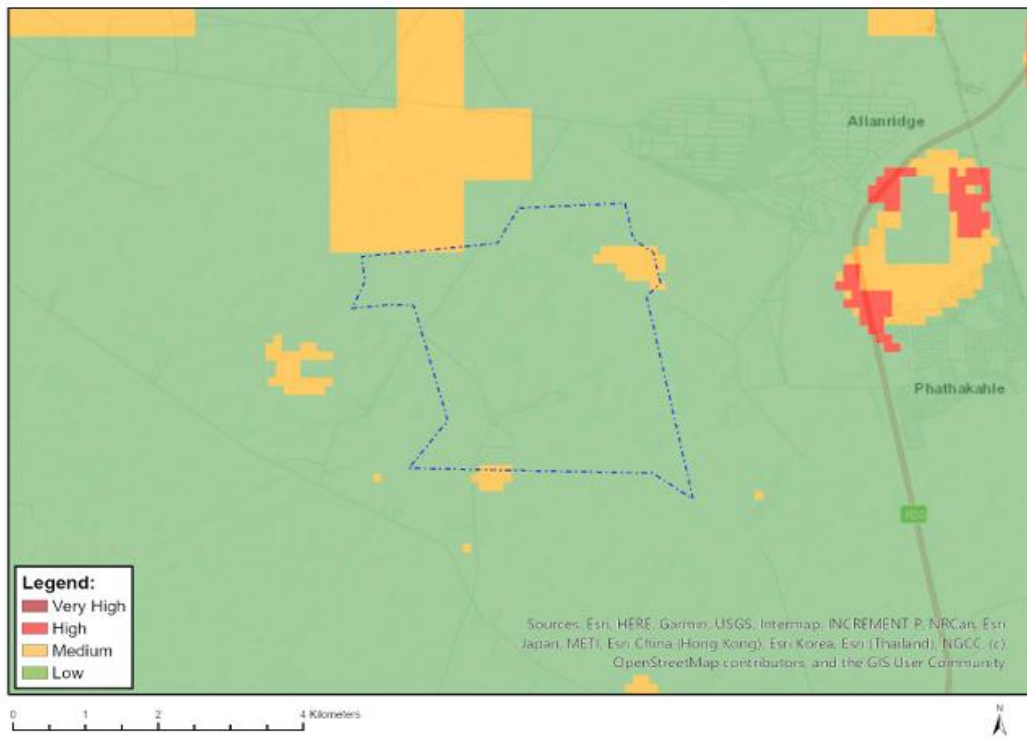 Allanridge
Phathakahle
Legend:
Very High
High
Medium
Low
Sources: Esri, HERE, Garmin, USGS, Intermap, INCREMENT P, NRCan, Esri
Japan, METI, Esri China (Hong Kong), Esri Korea, Esri (Thailand), NGCC, (c)
OpenStreetMap contributors, and the GIS User Community
0 1 2 4 Kilometers
N